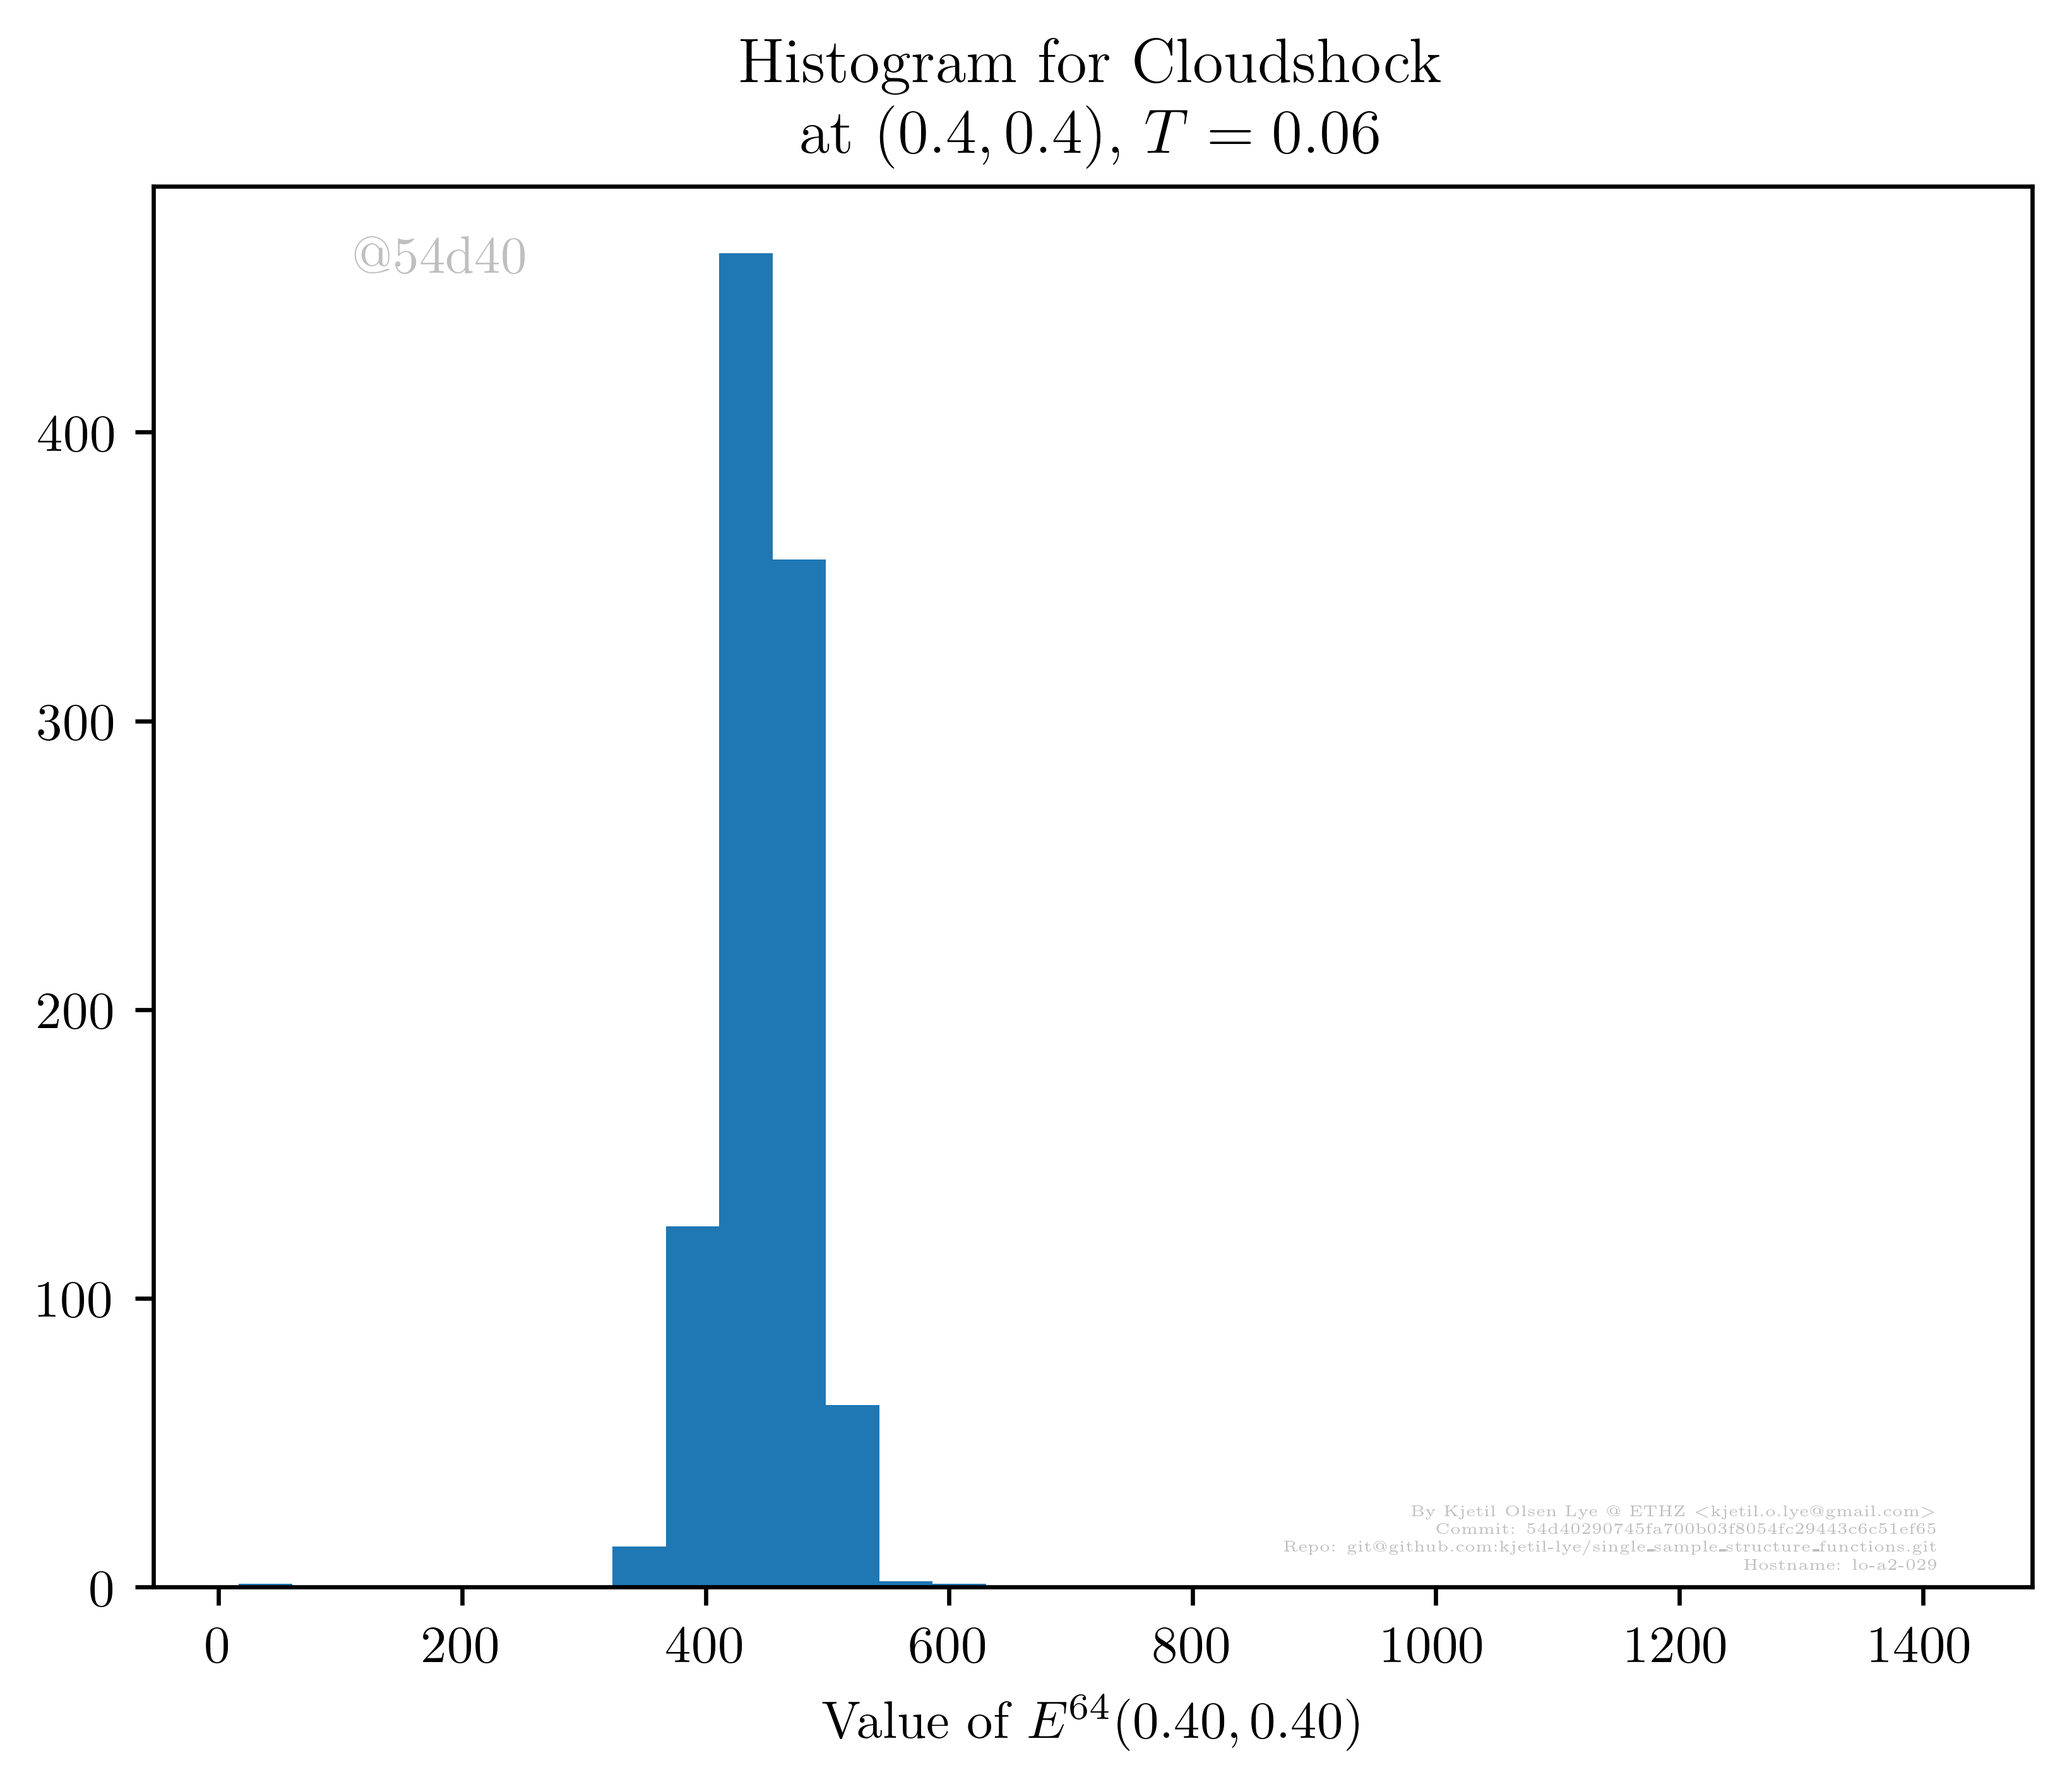 Histogram for Cloudshock
at (0.4, 0.4), T = 0.06
@54d40
400
300
200
100
0
By Kjetil Olsen Lye @ ETHZ <kjetil.o.lye@gmail.com>
Commit: 54d40290745fa700b03f8054fc29443c6c51ef65
Repo: git@github.com:kjetil-lye/single_sample_structure_functions.git
Hostname: lo-a2-029
0 200 400 600 800 1000 1200 1400
Value of E^64(0.40, 0.40)